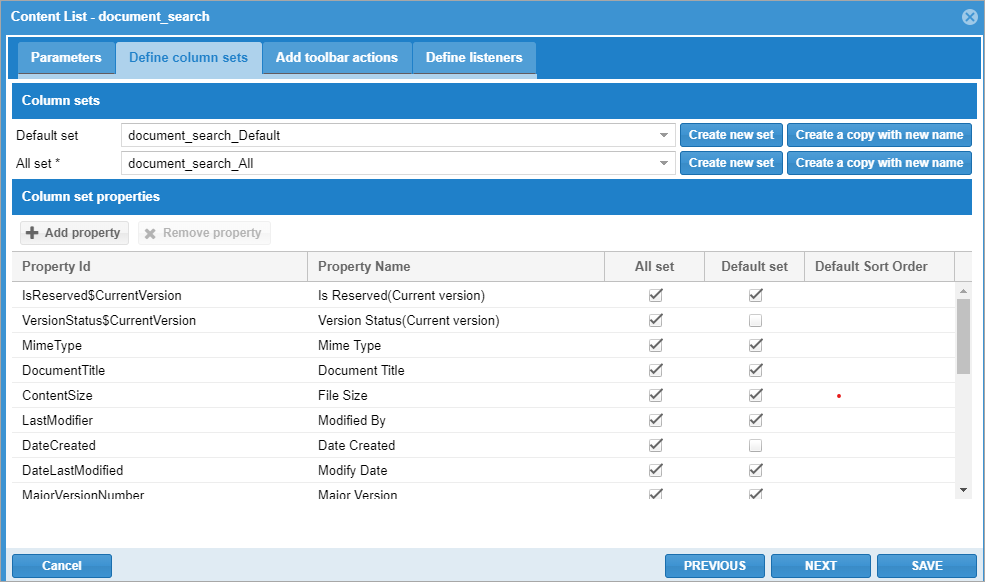 Content List - document_search
Parameters Define column sets Add toolbar actions Define listeners
Column sets
Default set document_search_Default Create new set Create a copy with new name
All set * document_search_All Create new set Create a copy with new name
Column set properties
Add property Remove property
Property Id Property Name All set Default set Default Sort Order
IsReserved$CurrentVersion Is Reserved(Current version)
VersionStatus$CurrentVersion Version Status(Current version)
MimeType Mime Type
DocumentTitle Document Title
ContentSize File Size
LastModifier Modified By
DateCreated Date Created
DateLastModified Modify Date
MajorVersionNumber Major Version
Cancel PREVIOUS NEXT SAVE